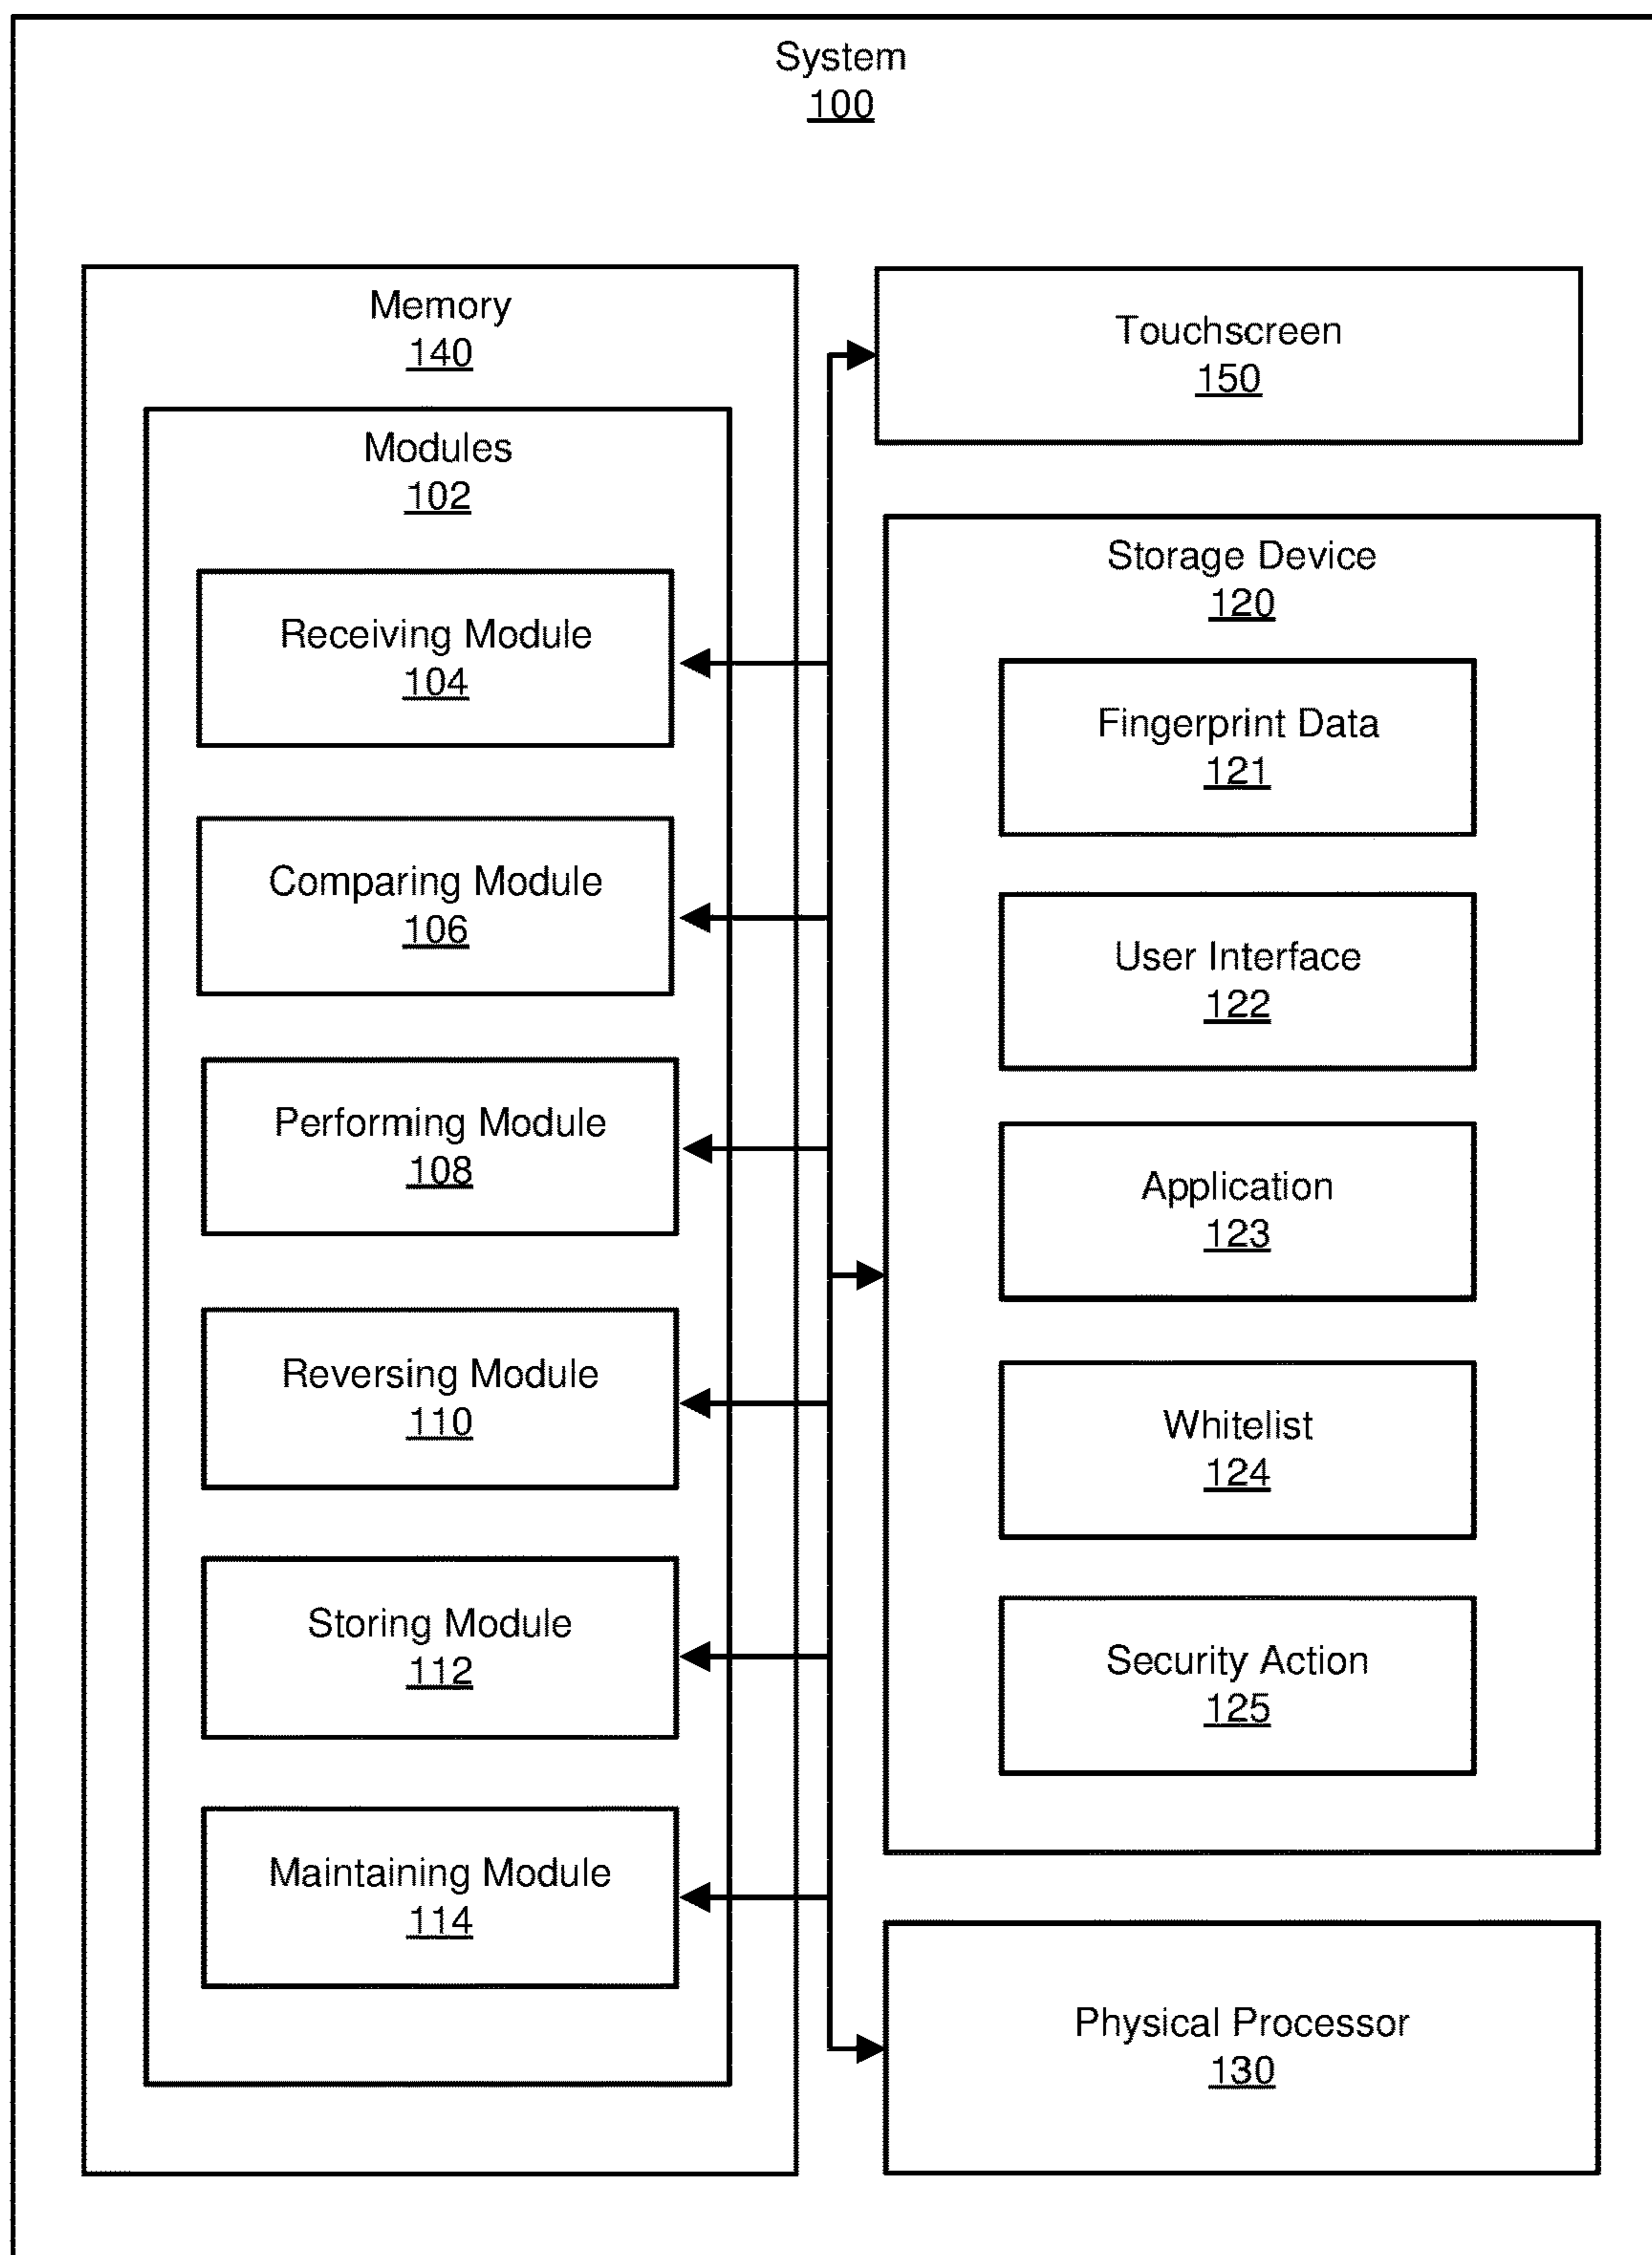 System
100
Memory
140
Modules
102
Receiving Module
104
Comparing Module
106
Performing Module
108
Reversing Module
110
Storing Module
112
Maintaining Module
114
Touchscreen
150
Storage Device
120
Fingerprint Data
121
User Interface
122
Application
123
Whitelist
124
Security Action
125
Physical Processor
130